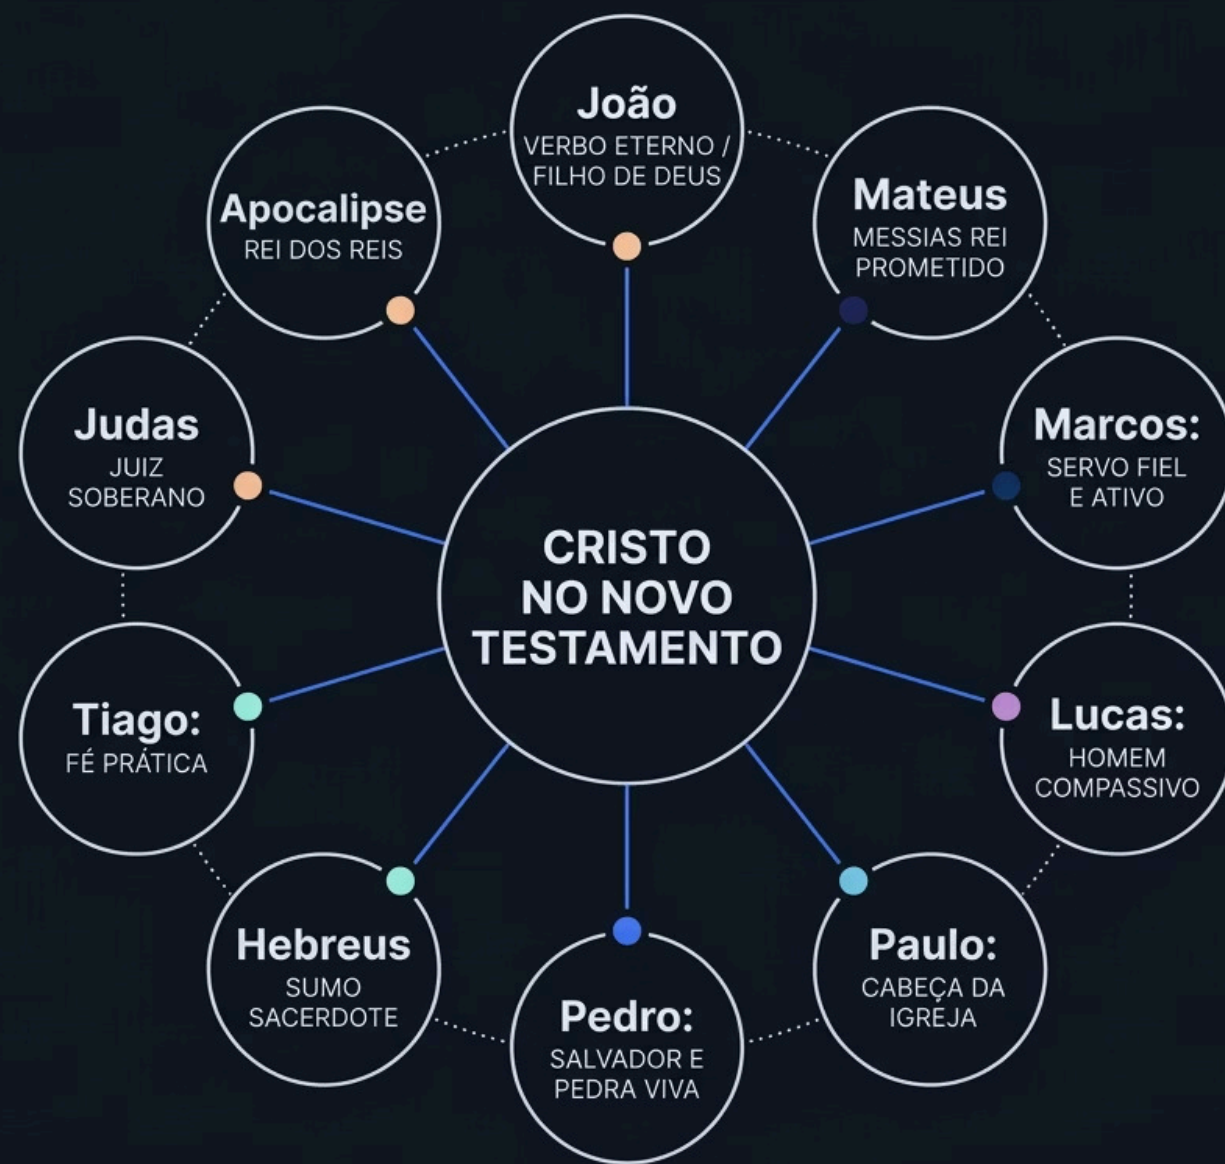 João
VERBO ETERNO /
FILHO DE DEUS
Mateus
MESSIAS REI
PROMETIDO
Marcos:
SERVO FIEL
E ATIVO
Lucas:
HOMEM
COMPASSIVO
Paulo:
CABEÇA DA
IGREJA
Pedro:
SALVADOR E
PEDRA VIVA
Hebreus
SUMO
SACERDOTE
Tiago:
FÉ PRÁTICA
Judas
JUIZ
SOBERANO
Apocalipse
REI DOS REIS
CRISTO
NO NOVO
TESTAMENTO